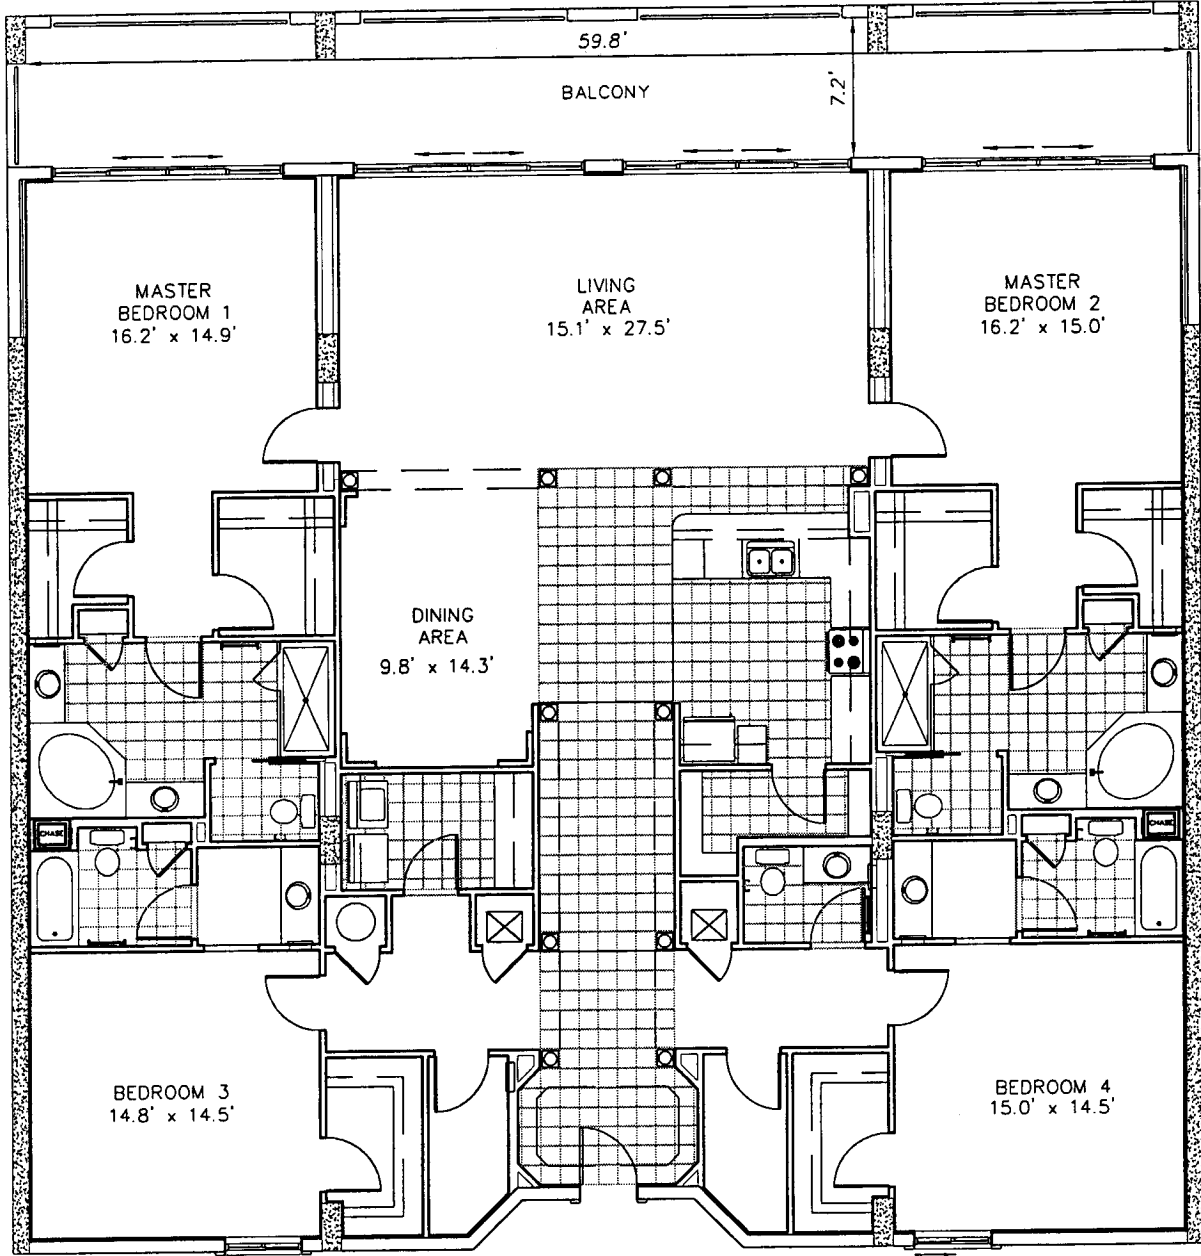 59.8'
BALCONY
7.2'
MASTER
BEDROOM 1
16.2' x 14.9'
LIVING
AREA
15.1' x 27.5'
MASTER
BEDROOM 2
16.2' x 15.0'
DINING
AREA
9.8' x 14.3'
CHASE
CHASE
BEDROOM 3
14.8' x 14.5'
BEDROOM 4
15.0' x 14.5'